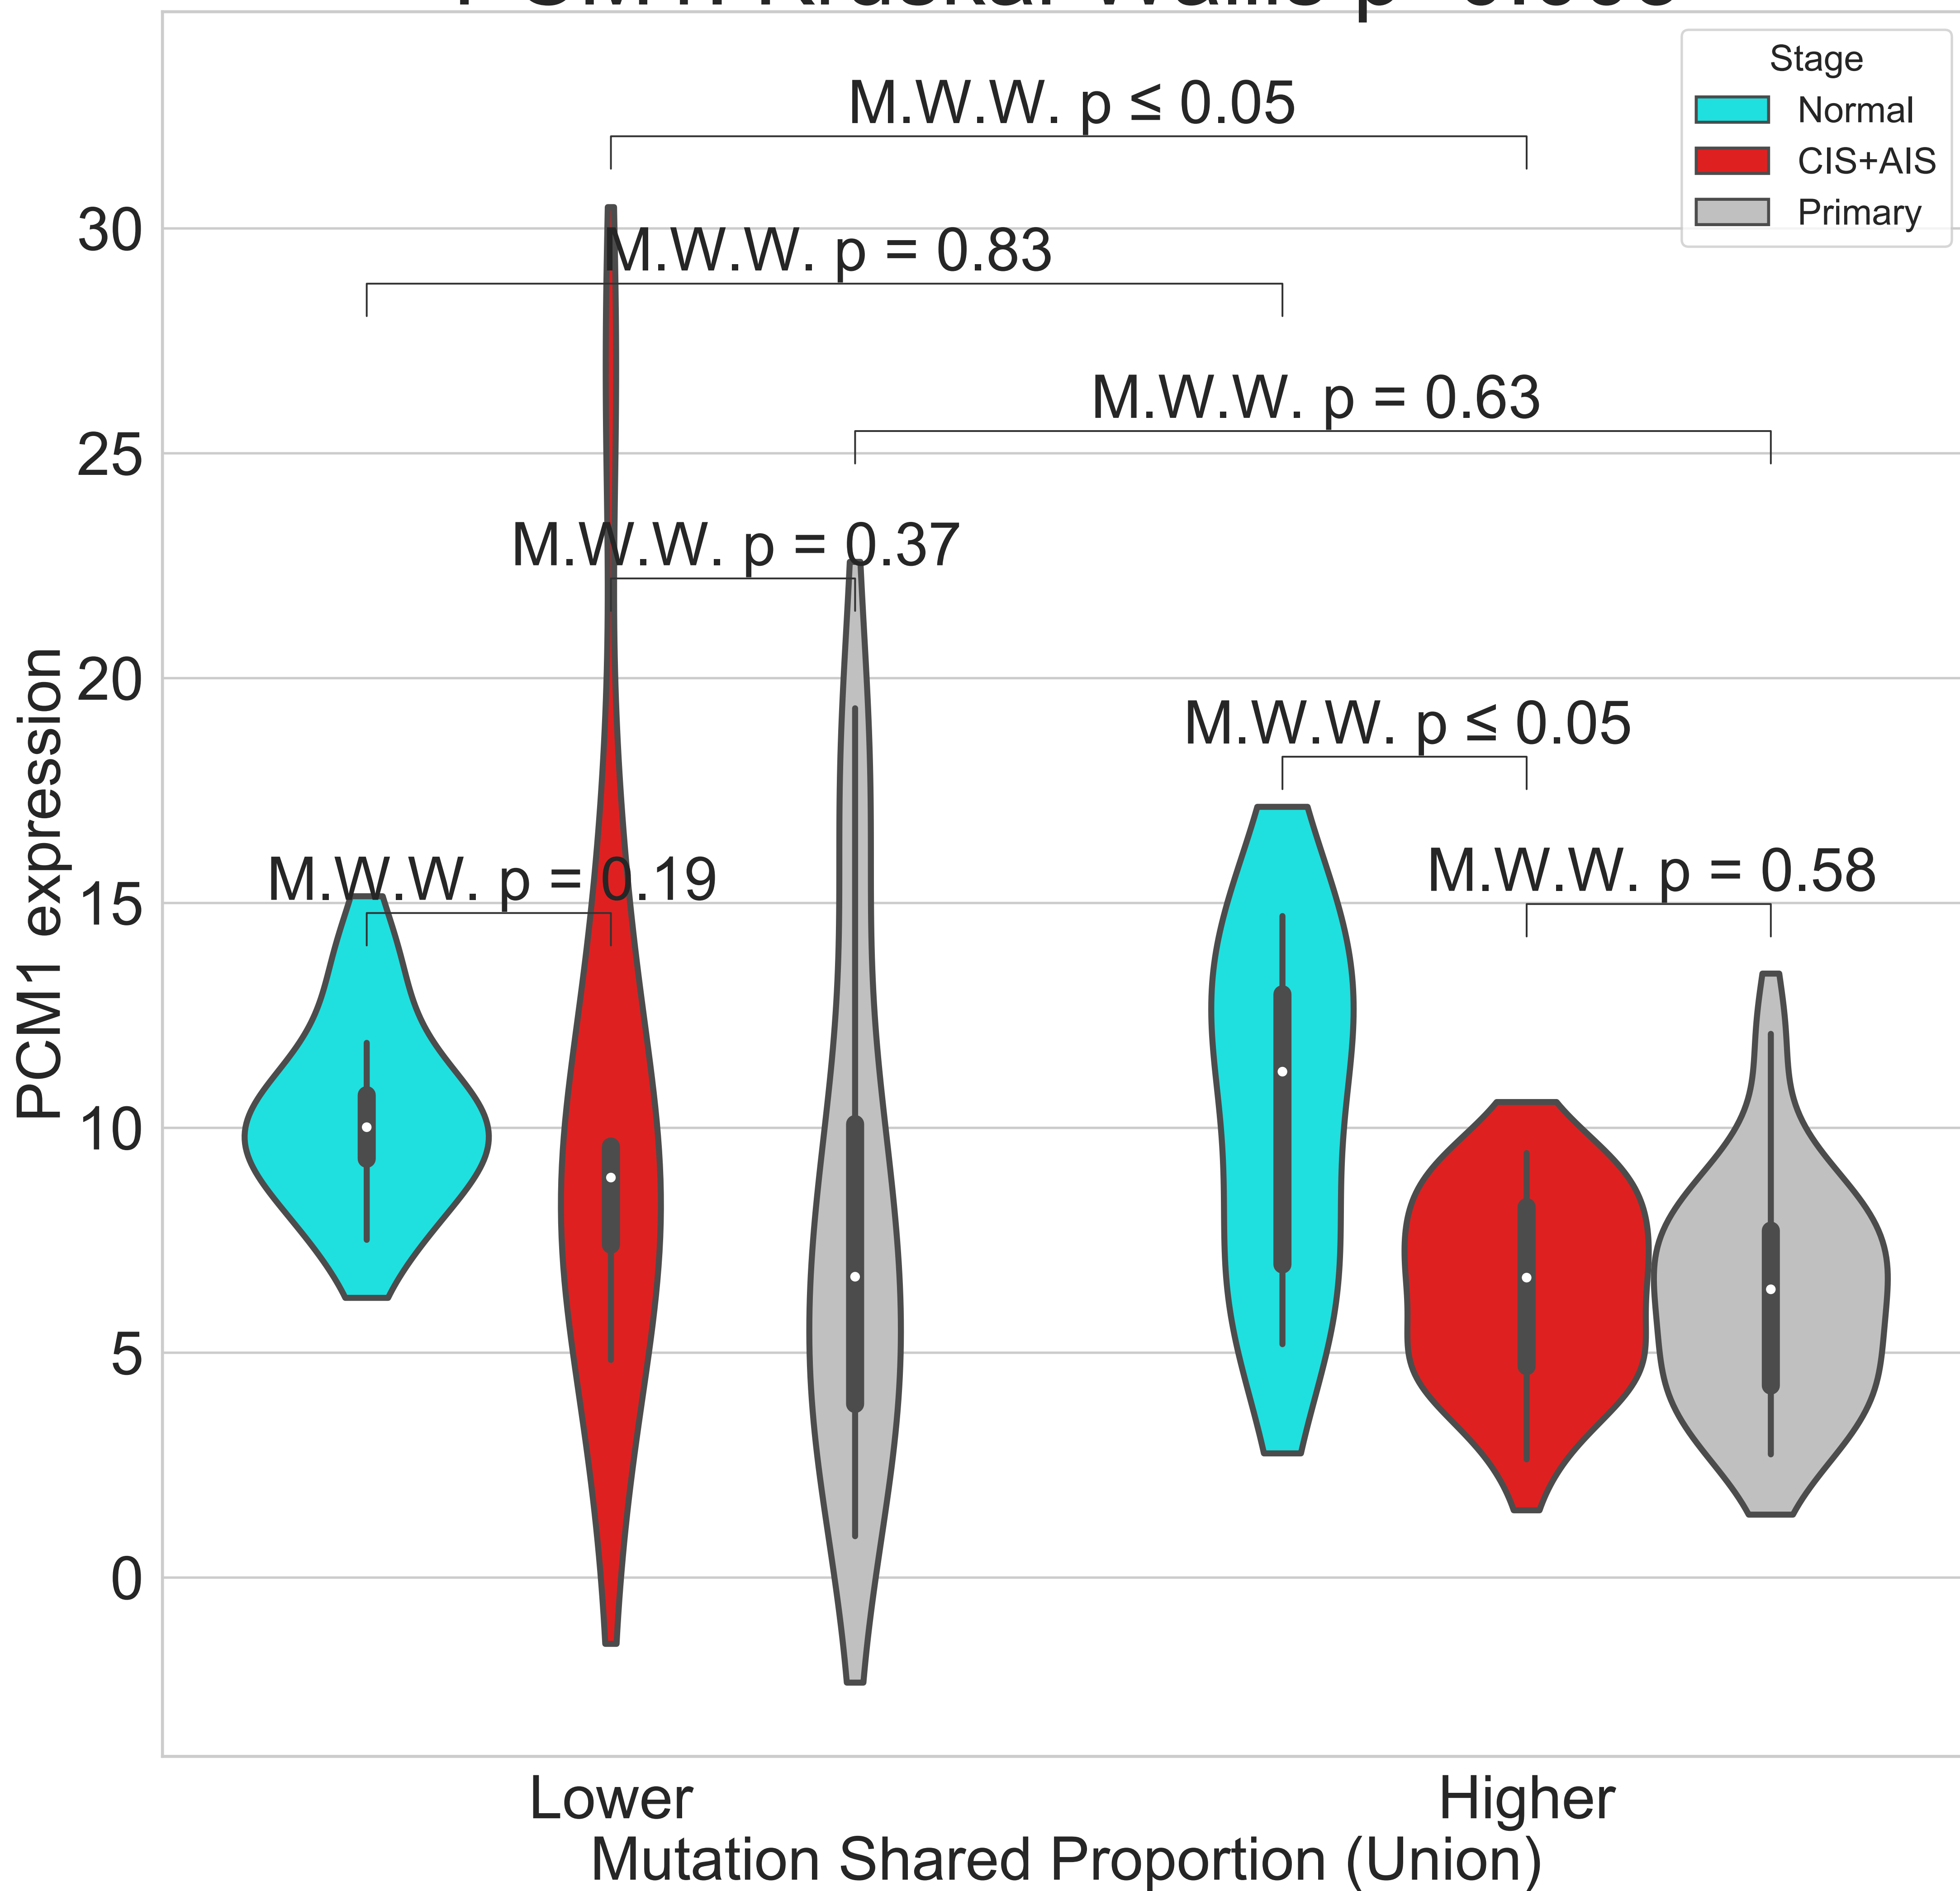 Stage
Normal
CIS+AIS
Primary
M.W.W. p ≤ 0.05
M.W.W. p = 0.83
M.W.W. p = 0.63
M.W.W. p = 0.37
M.W.W. p ≤ 0.05
M.W.W. p = 0.19
M.W.W. p = 0.58
30
25
20
15
10
5
0
PCM1 expression
Lower
Higher
Mutation Shared Proportion (Union)